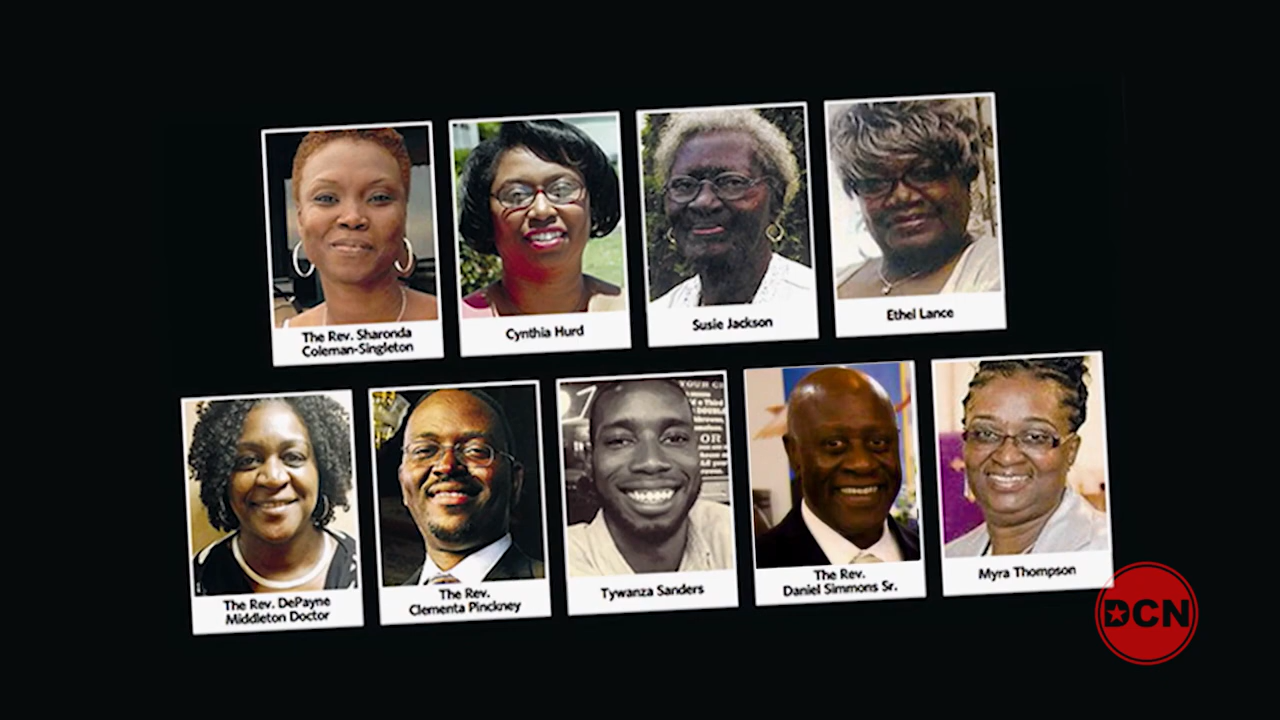 The Rev. Sharonda
Coleman-Singleton
Cynthia Hurd
Susie Jackson
Ethel Lance
The Rev. DePayne
Middleton Doctor
The Rev.
Clementa Pinckney
OR
Tywanza Sanders
The Rev.
Daniel Simmons Sr.
Myra Thompson
DCN